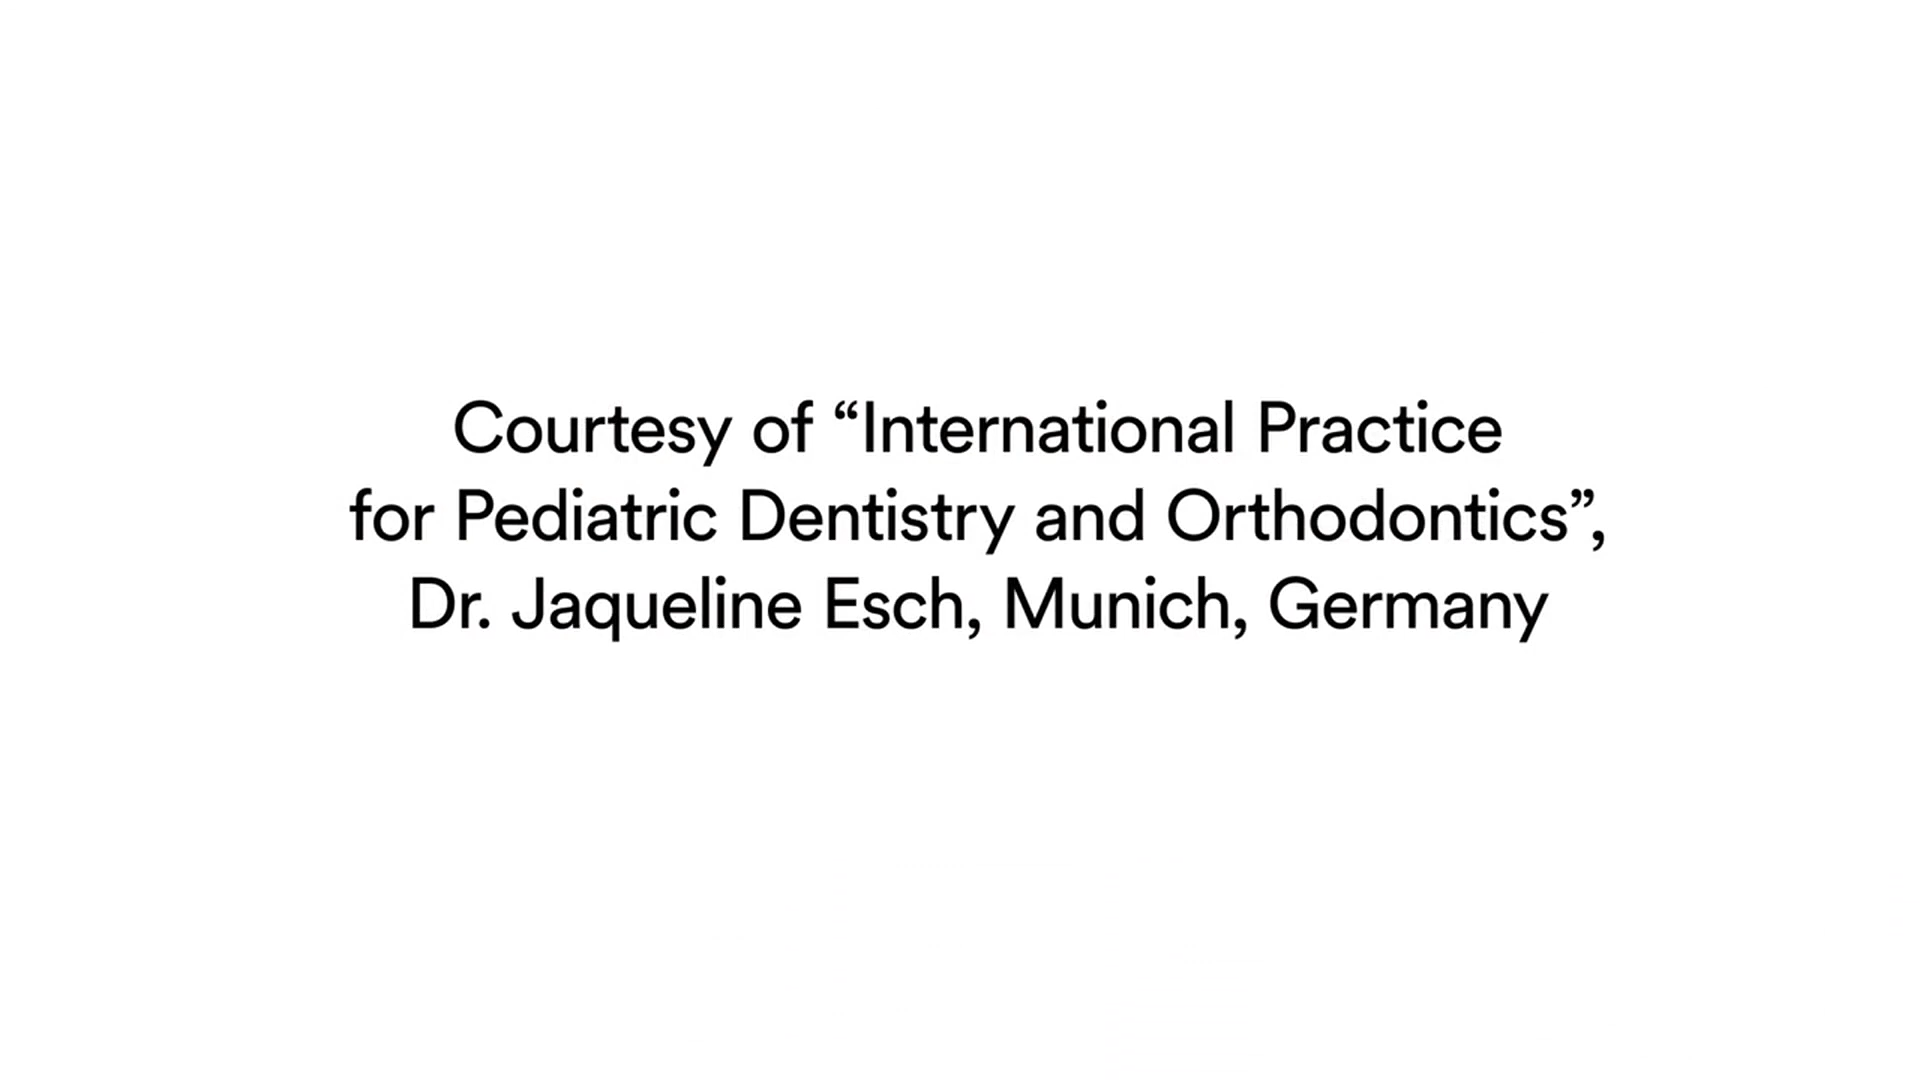 Courtesy of “International Practice
for Pediatric Dentistry and Orthodontics”,
Dr. Jaqueline Esch, Munich, Germany